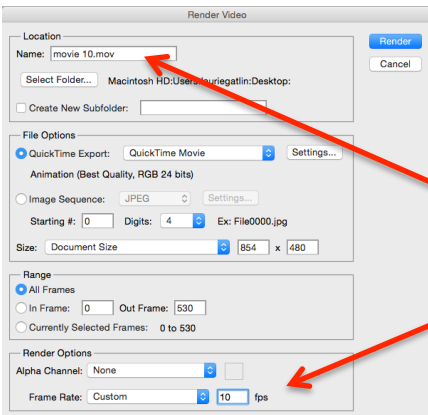 Render Video
Location
Name: movie 10.mov
Render
Select Folder... Macintosh HD:Users:lauriegatlin:Desktop:
Cancel
Create New Subfolder:
File Options
QuickTime Export: QuickTime Movie Settings...
Animation (Best Quality, RGB 24 bits)
Image Sequence: JPEG Settings...
Starting #: 0 Digits: 4 Ex: File0000.jpg
Size: Document Size 854 x 480
Range
All Frames
In Frame: 0 Out Frame: 530
Currently Selected Frames: 0 to 530
Render Options
Alpha Channel: None
Frame Rate: Custom 10 fps